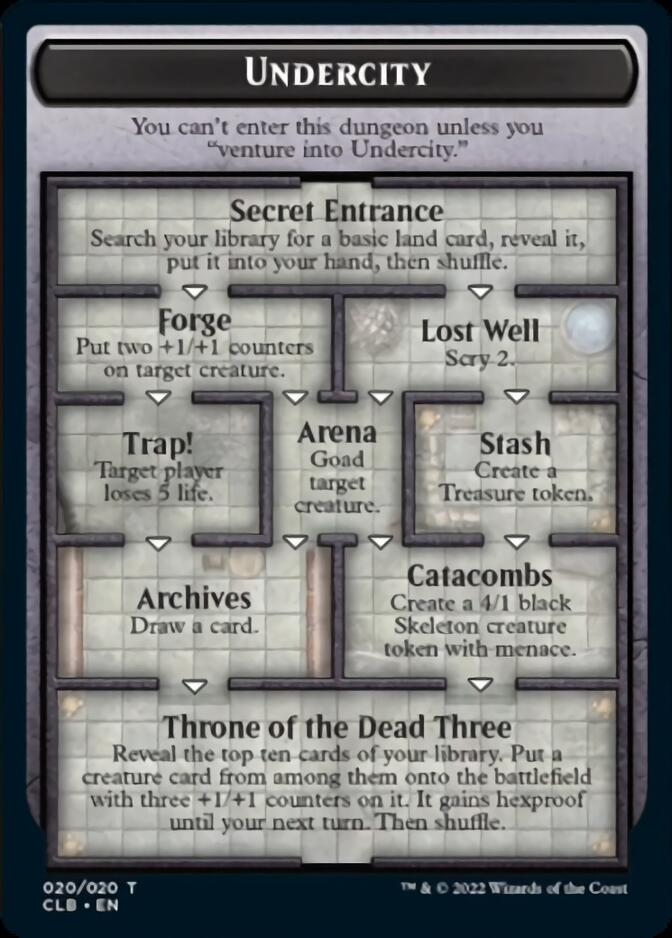 UNDERCITY
You can't enter this dungeon unless you
"venture into Undercity."
Secret Entrance
Search your library for a basic land card, reveal it,
put it into your hand, then shuffle.
Forge
Put two +1/+1 counters
on target creature.
Lost Well
Scry 2.
Trap!
Target player
loses 5 life.
Arena
Goad
target
creature.
Stash
Create a
Treasure token.
Archives
Draw a card.
Catacombs
Create a 4/1 black
Skeleton creature
token with menace.
Throne of the Dead Three
Reveal the top ten cards of your library. Put a
creature card from among them onto the battlefield
with three +1/+1 counters on it. It gains hexproof
until your next turn. Then shuffle.
020/020 T
CLB • EN
™ & © 2022 Wizards of the Coast